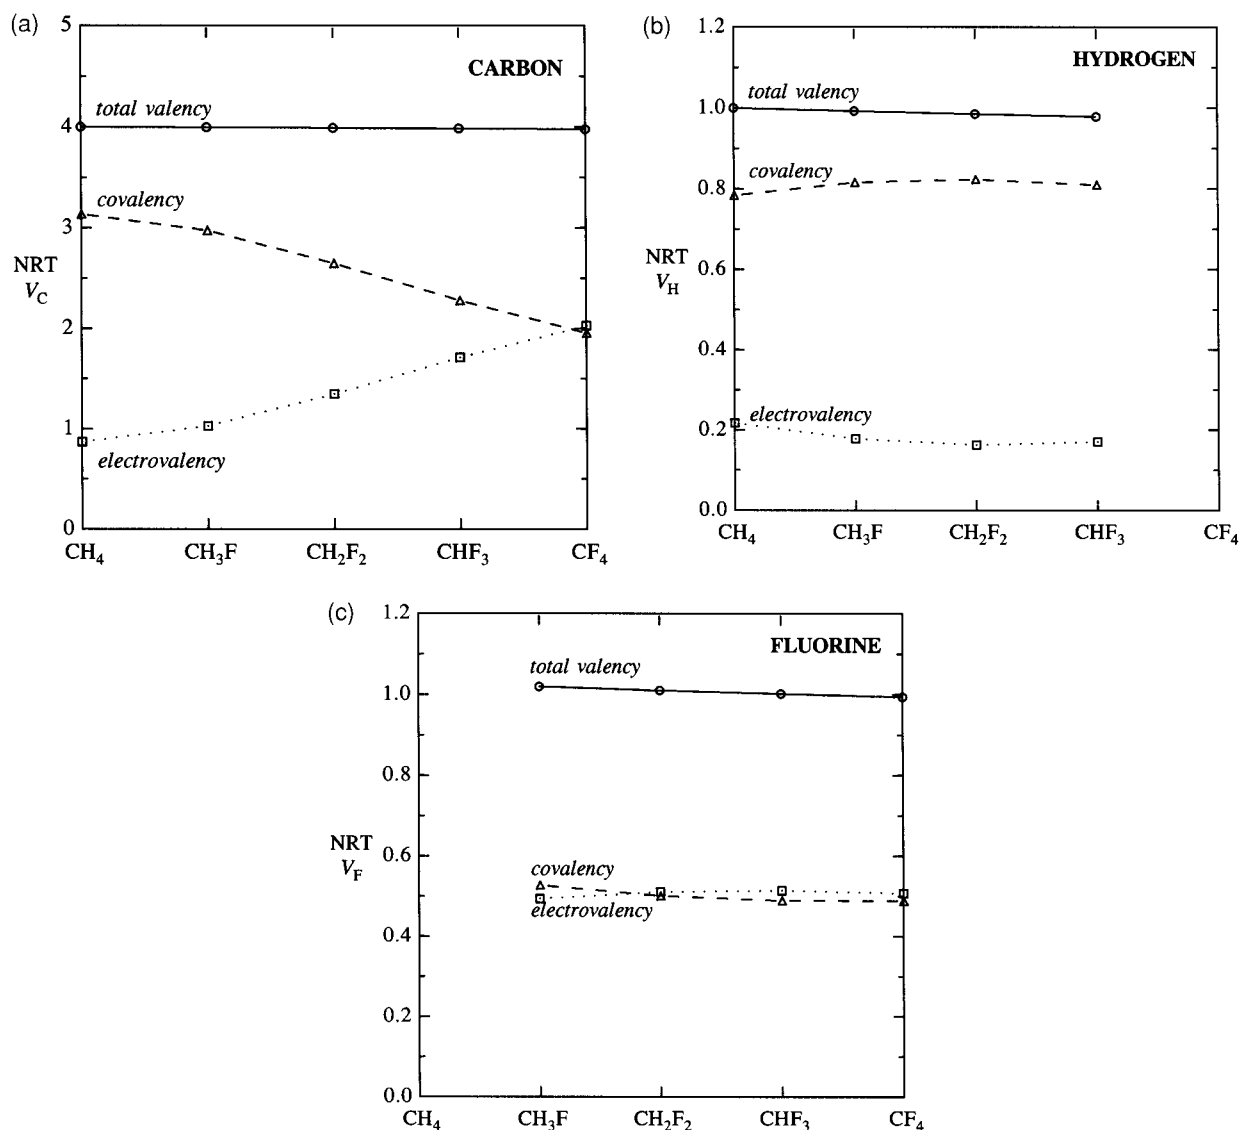 (a)
5
4
3
2
1
0
NRT
V_C
CARBON
total valency
covalency
electrovalency
CH₄ CH₃F CH₂F₂ CHF₃ CF₄
(b)
1.2
1.0
0.8
0.6
0.4
0.2
0.0
NRT
V_H
HYDROGEN
total valency
covalency
electrovalency
CH₄ CH₃F CH₂F₂ CHF₃ CF₄
(c)
1.2
1.0
0.8
0.6
0.4
0.2
0.0
NRT
V_F
FLUORINE
total valency
covalency
electrovalency
CH₄ CH₃F CH₂F₂ CHF₃ CF₄